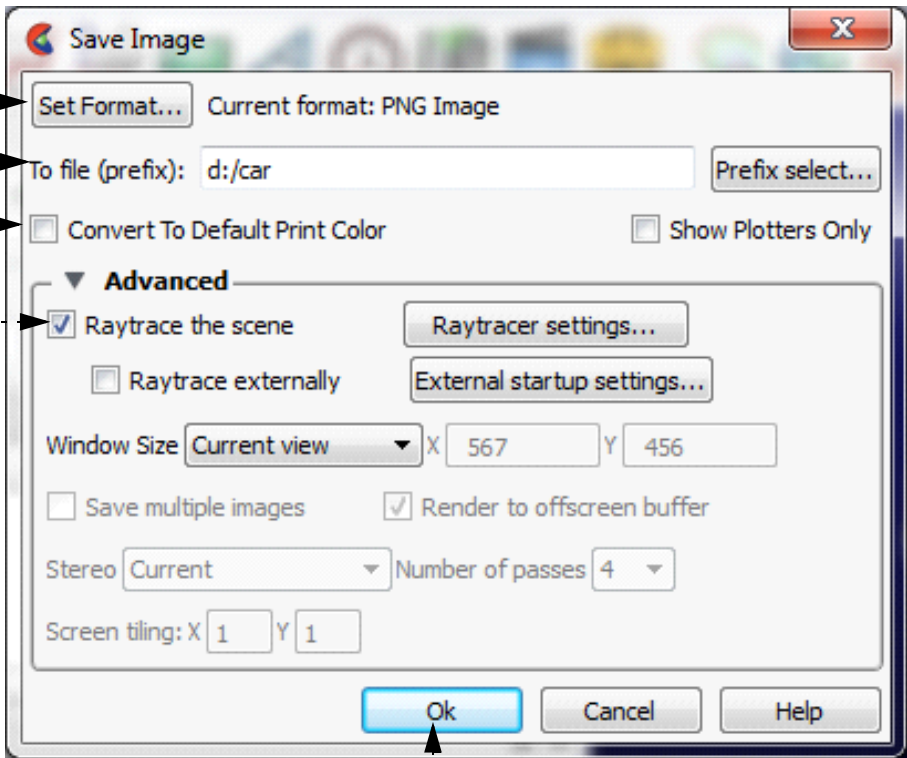 Save Image
Set Format... Current format: PNG Image
To file (prefix): d:/car Prefix select...
Convert To Default Print Color Show Plotters Only
Advanced
Raytrace the scene Raytracer settings...
Raytrace externally External startup settings...
Window Size Current view X 567 Y 456
Save multiple images Render to offscreen buffer
Stereo Current Number of passes 4
Screen tiling: X 1 Y 1
Ok Cancel Help